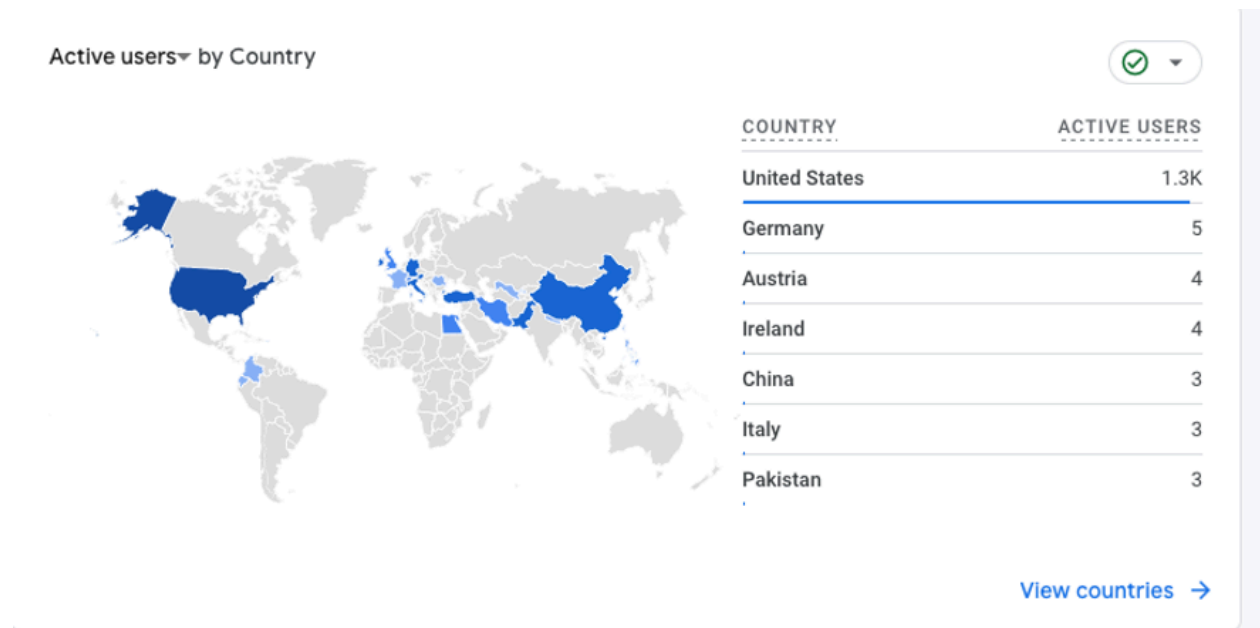 Active users by Country
COUNTRY ACTIVE USERS
United States 1.3K
Germany 5
Austria 4
Ireland 4
China 3
Italy 3
Pakistan 3
View countries